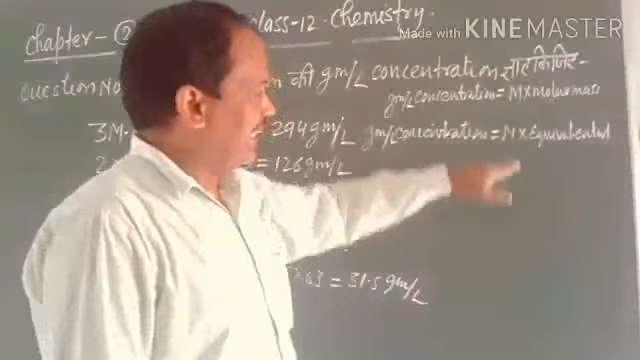 Chapter - 2 Class-12 Chemistry.
Made with KINEMASTER
Question No की gm/L concentration ज्ञात कीजिए-
gm/L concentration = M × molar mass
3M- 294 gm/L gm/L concentration = N × Equivalent wt
2 = 126 gm/L
× 63 = 31.5 gm/L